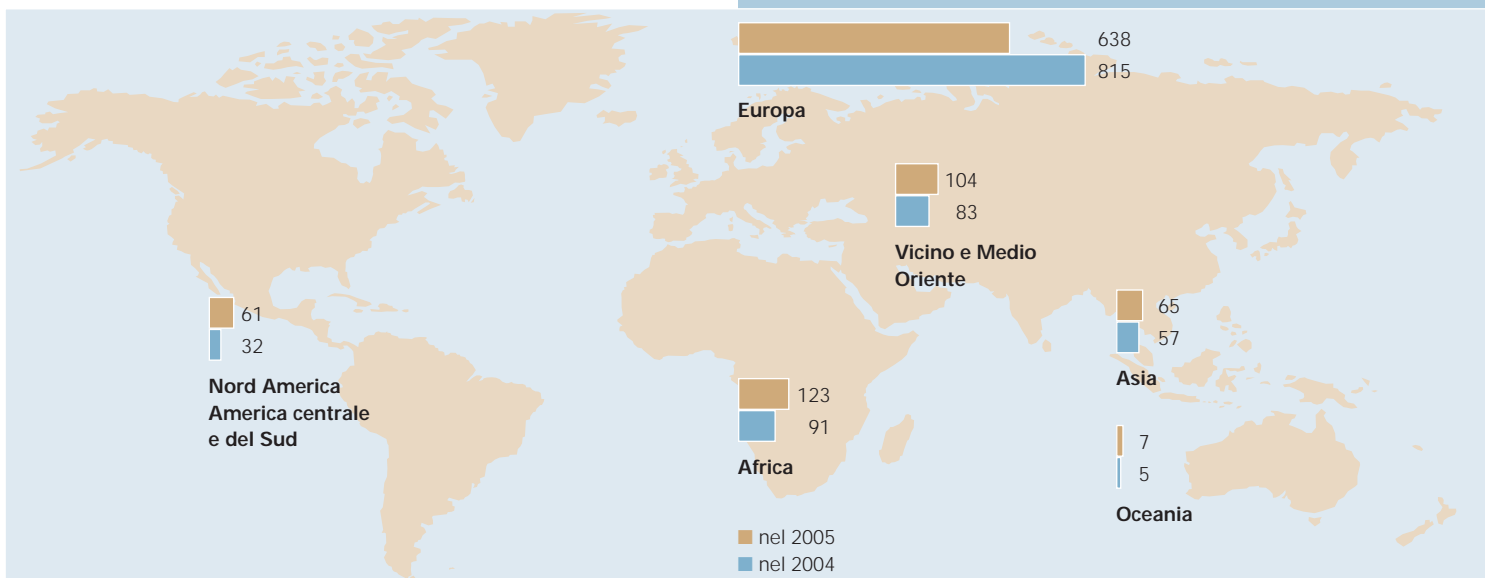 638
815
Europa
104
83
Vicino e Medio
Oriente
61
32
Nord America
America centrale
e del Sud
65
57
Asia
123
91
Africa
7
5
Oceania
nel 2005
nel 2004